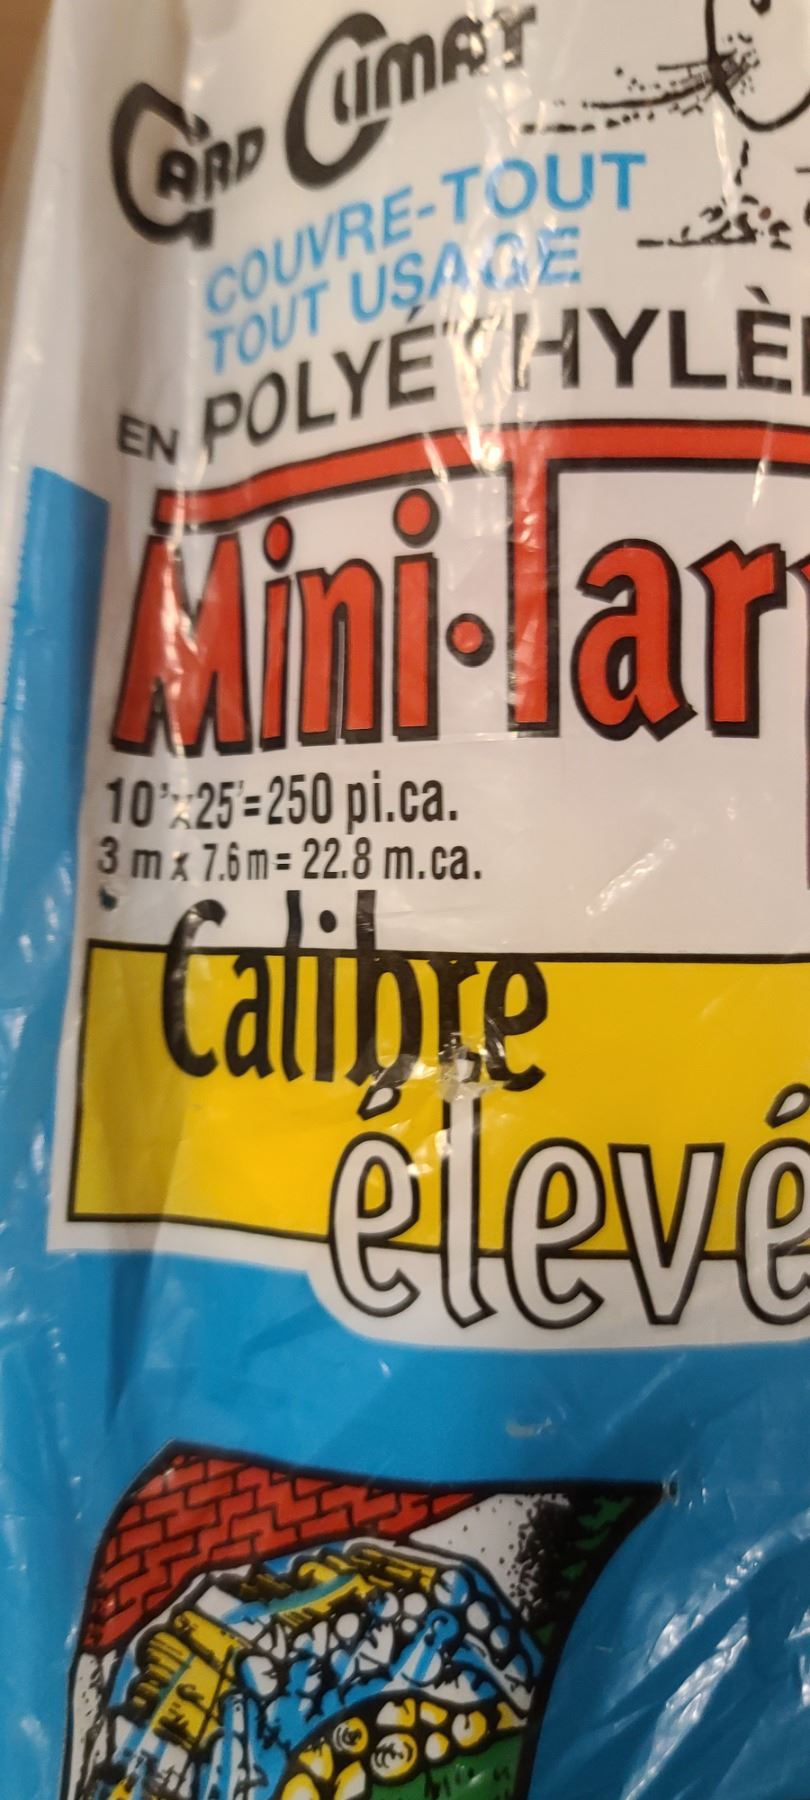 GARD CLIMAT
COUVRE-TOUT
TOUT USAGE
EN POLYÉTHYLÈ
Mini·Tar
10'x25'=250 pi.ca.
3 m x 7.6 m = 22.8 m.ca.
Calibre
élevé